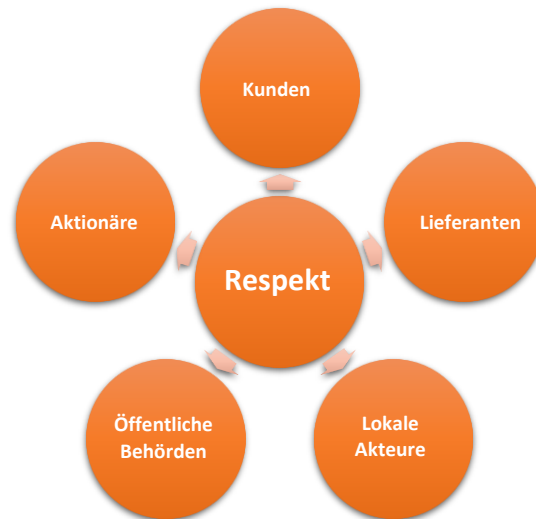 Kunden
Aktionäre
Lieferanten
Respekt
Öffentliche
Behörden
Lokale
Akteure